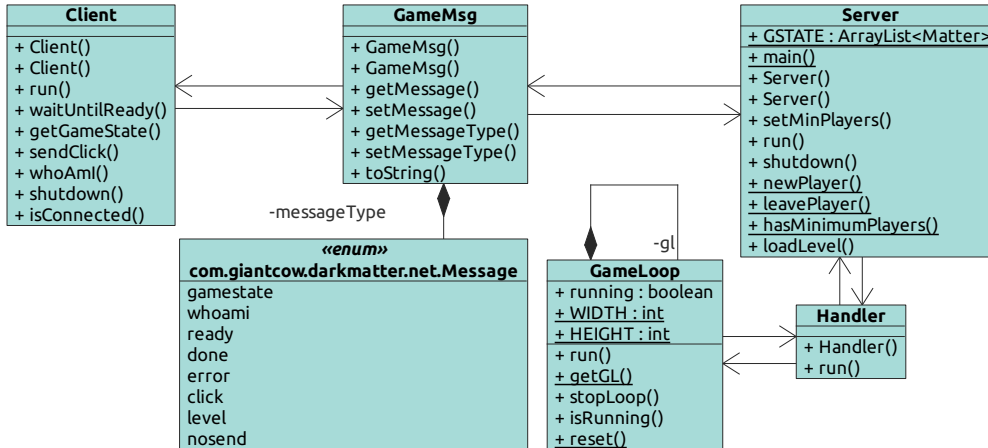 Client
+ Client()
+ Client()
+ run()
+ waitUntilReady()
+ getGameState()
+ sendClick()
+ whoAmI()
+ shutdown()
+ isConnected()
GameMsg
+ GameMsg()
+ GameMsg()
+ getMessage()
+ setMessage()
+ getMessageType()
+ setMessageType()
+ toString()
Server
+ GSTATE : ArrayList<Matter>
+ main()
+ Server()
+ Server()
+ setMinPlayers()
+ run()
+ shutdown()
+ newPlayer()
+ leavePlayer()
+ hasMinimumPlayers()
+ loadLevel()
-messageType
«enum»
com.giantcow.darkmatter.net.Message
gamestate
whoami
ready
done
error
click
level
nosend
-gl
GameLoop
+ running : boolean
+ WIDTH : int
+ HEIGHT : int
+ run()
+ getGL()
+ stopLoop()
+ isRunning()
+ reset()
Handler
+ Handler()
+ run()